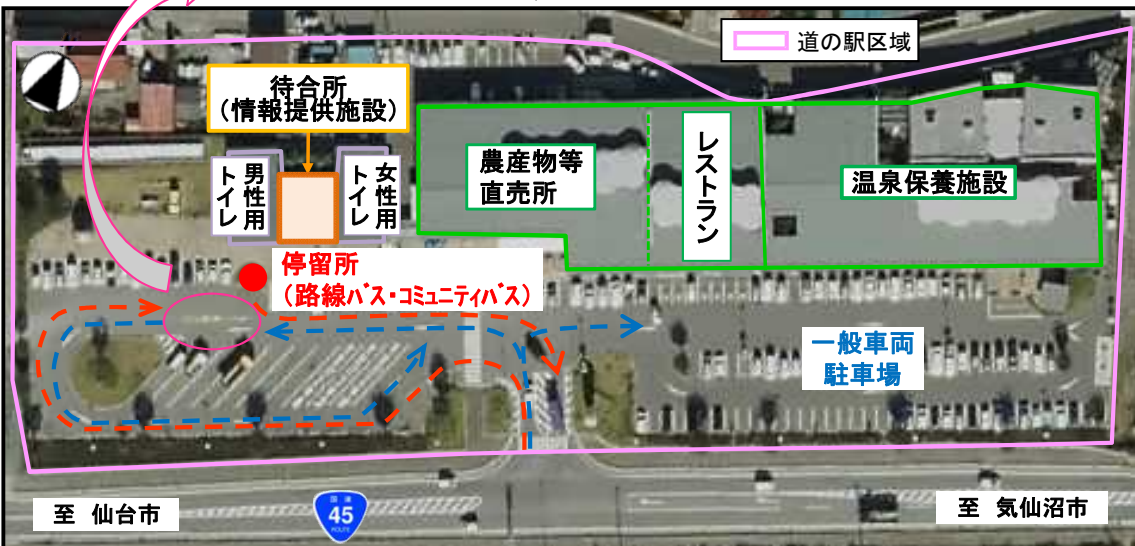 道の駅区域
待合所
（情報提供施設）
男性用
トイレ
女性用
トイレ
農産物等
直売所
レストラン
温泉保養施設
停留所
（路線バス・コミュニティバス）
一般車両
駐車場
至 仙台市
国道
45
ROUTE
至 気仙沼市